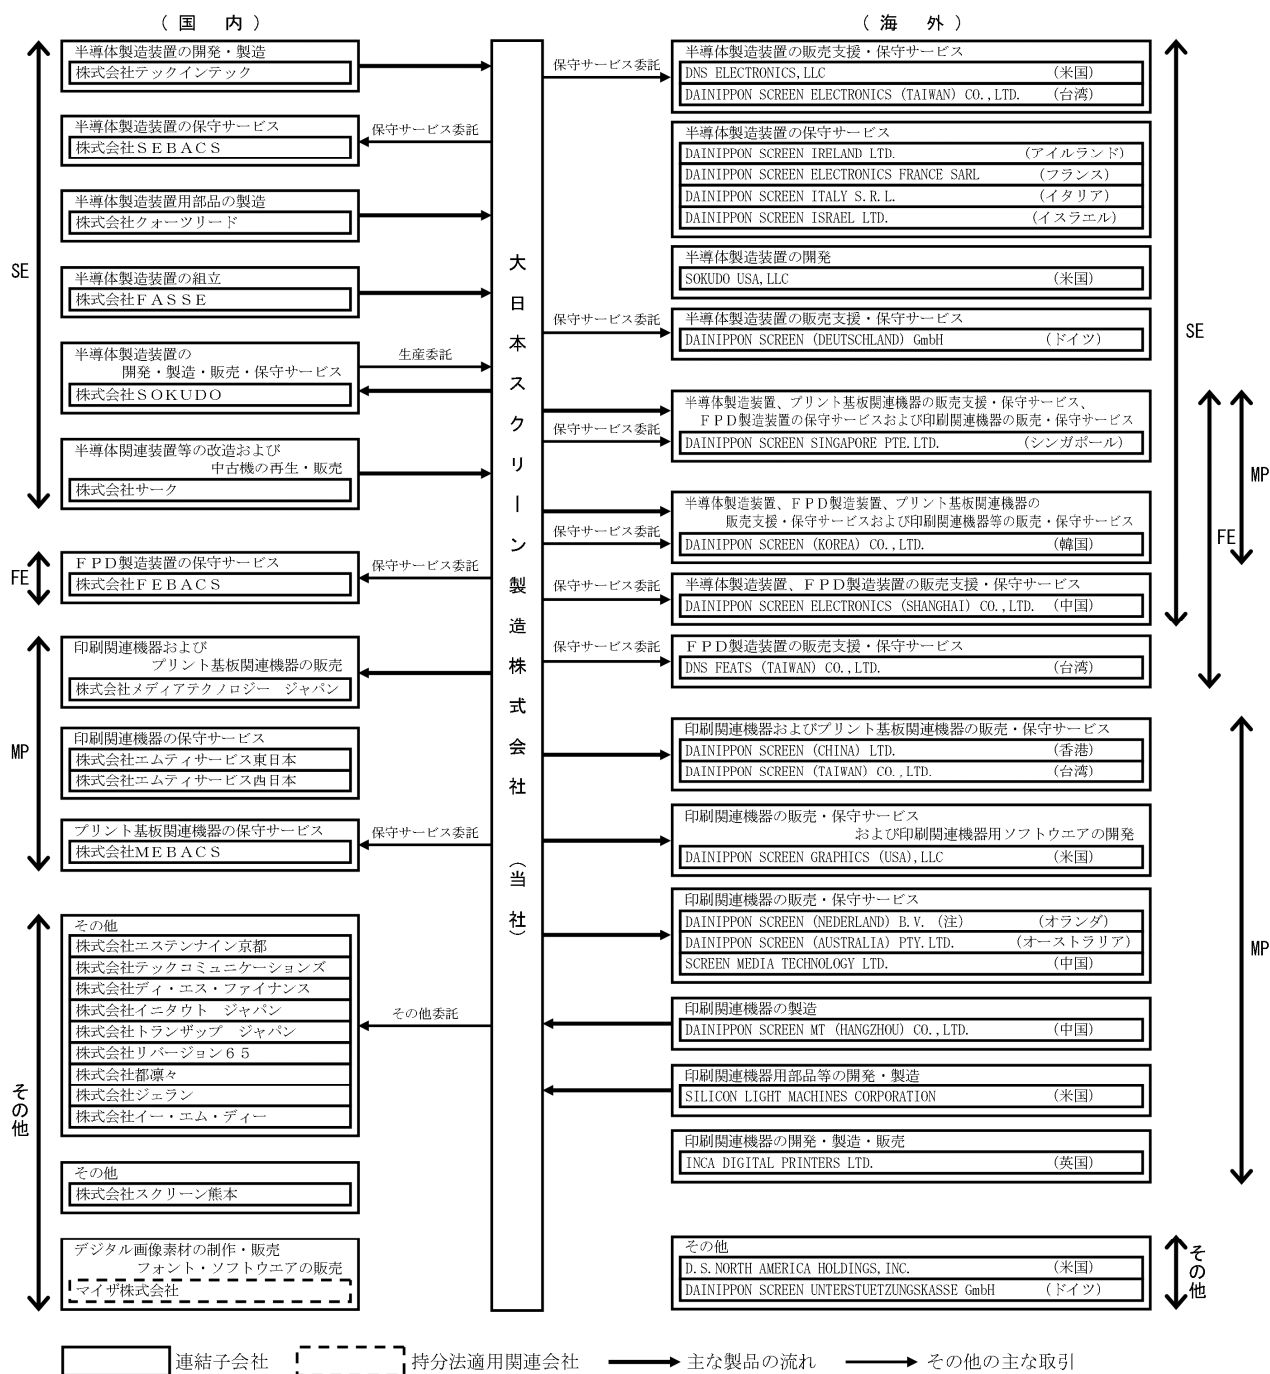 （国　内）
SE
半導体製造装置の開発・製造
株式会社テックインテック
半導体製造装置の保守サービス
株式会社ＳＥＢＡＣＳ
保守サービス委託
半導体製造装置用部品の製造
株式会社クォーツリード
半導体製造装置の組立
株式会社ＦＡＳＳＥ
半導体製造装置の
開発・製造・販売・保守サービス
株式会社ＳＯＫＵＤＯ
生産委託
半導体関連装置等の改造および
中古機の再生・販売
株式会社サーク
FE
ＦＰＤ製造装置の保守サービス
株式会社ＦＥＢＡＣＳ
保守サービス委託
MP
印刷関連機器および
プリント基板関連機器の販売
株式会社メディアテクノロジー　ジャパン
印刷関連機器の保守サービス
株式会社エムティサービス東日本
株式会社エムティサービス西日本
プリント基板関連機器の保守サービス
株式会社ＭＥＢＡＣＳ
保守サービス委託
その他
その他
株式会社エステンナイン京都
株式会社テックコミュニケーションズ
株式会社ディ・エス・ファイナンス
株式会社イニタウト　ジャパン
株式会社トランザップ　ジャパン
株式会社リバージョン６５
株式会社都凛々
株式会社ジェラン
株式会社イー・エム・ディー
その他委託
その他
株式会社スクリーン熊本
デジタル画像素材の制作・販売
フォント・ソフトウエアの販売
マイザ株式会社
大日本スクリーン製造株式会社（当社）
（海　外）
保守サービス委託
半導体製造装置の販売支援・保守サービス
DNS ELECTRONICS,LLC （米国）
DAINIPPON SCREEN ELECTRONICS (TAIWAN) CO.,LTD. （台湾）
半導体製造装置の保守サービス
DAINIPPON SCREEN IRELAND LTD. （アイルランド）
DAINIPPON SCREEN ELECTRONICS FRANCE SARL （フランス）
DAINIPPON SCREEN ITALY S.R.L. （イタリア）
DAINIPPON SCREEN ISRAEL LTD. （イスラエル）
半導体製造装置の開発
SOKUDO USA,LLC （米国）
保守サービス委託
半導体製造装置の販売支援・保守サービス
DAINIPPON SCREEN (DEUTSCHLAND) GmbH （ドイツ）
SE
保守サービス委託
半導体製造装置、プリント基板関連機器の販売支援・保守サービス、
ＦＰＤ製造装置の保守サービスおよび印刷関連機器の販売・保守サービス
DAINIPPON SCREEN SINGAPORE PTE.LTD. （シンガポール）
MP
保守サービス委託
半導体製造装置、ＦＰＤ製造装置、プリント基板関連機器の
販売支援・保守サービスおよび印刷関連機器等の販売・保守サービス
DAINIPPON SCREEN (KOREA) CO.,LTD. （韓国）
FE
保守サービス委託
半導体製造装置、ＦＰＤ製造装置の販売支援・保守サービス
DAINIPPON SCREEN ELECTRONICS (SHANGHAI) CO.,LTD. （中国）
保守サービス委託
ＦＰＤ製造装置の販売支援・保守サービス
DNS FEATS (TAIWAN) CO.,LTD. （台湾）
印刷関連機器およびプリント基板関連機器の販売・保守サービス
DAINIPPON SCREEN (CHINA) LTD. （香港）
DAINIPPON SCREEN (TAIWAN) CO.,LTD. （台湾）
印刷関連機器の販売・保守サービス
および印刷関連機器用ソフトウエアの開発
DAINIPPON SCREEN GRAPHICS (USA),LLC （米国）
印刷関連機器の販売・保守サービス
DAINIPPON SCREEN (NEDERLAND) B.V. (注) （オランダ）
DAINIPPON SCREEN (AUSTRALIA) PTY.LTD. （オーストラリア）
SCREEN MEDIA TECHNOLOGY LTD. （中国）
MP
印刷関連機器の製造
DAINIPPON SCREEN MT (HANGZHOU) CO.,LTD. （中国）
印刷関連機器用部品等の開発・製造
SILICON LIGHT MACHINES CORPORATION （米国）
印刷関連機器の開発・製造・販売
INCA DIGITAL PRINTERS LTD. （英国）
その他
D.S.NORTH AMERICA HOLDINGS,INC. （米国）
DAINIPPON SCREEN UNTERSTUETZUNGSKASSE GmbH （ドイツ）
その他
連結子会社　持分法適用関連会社　主な製品の流れ　その他の主な取引